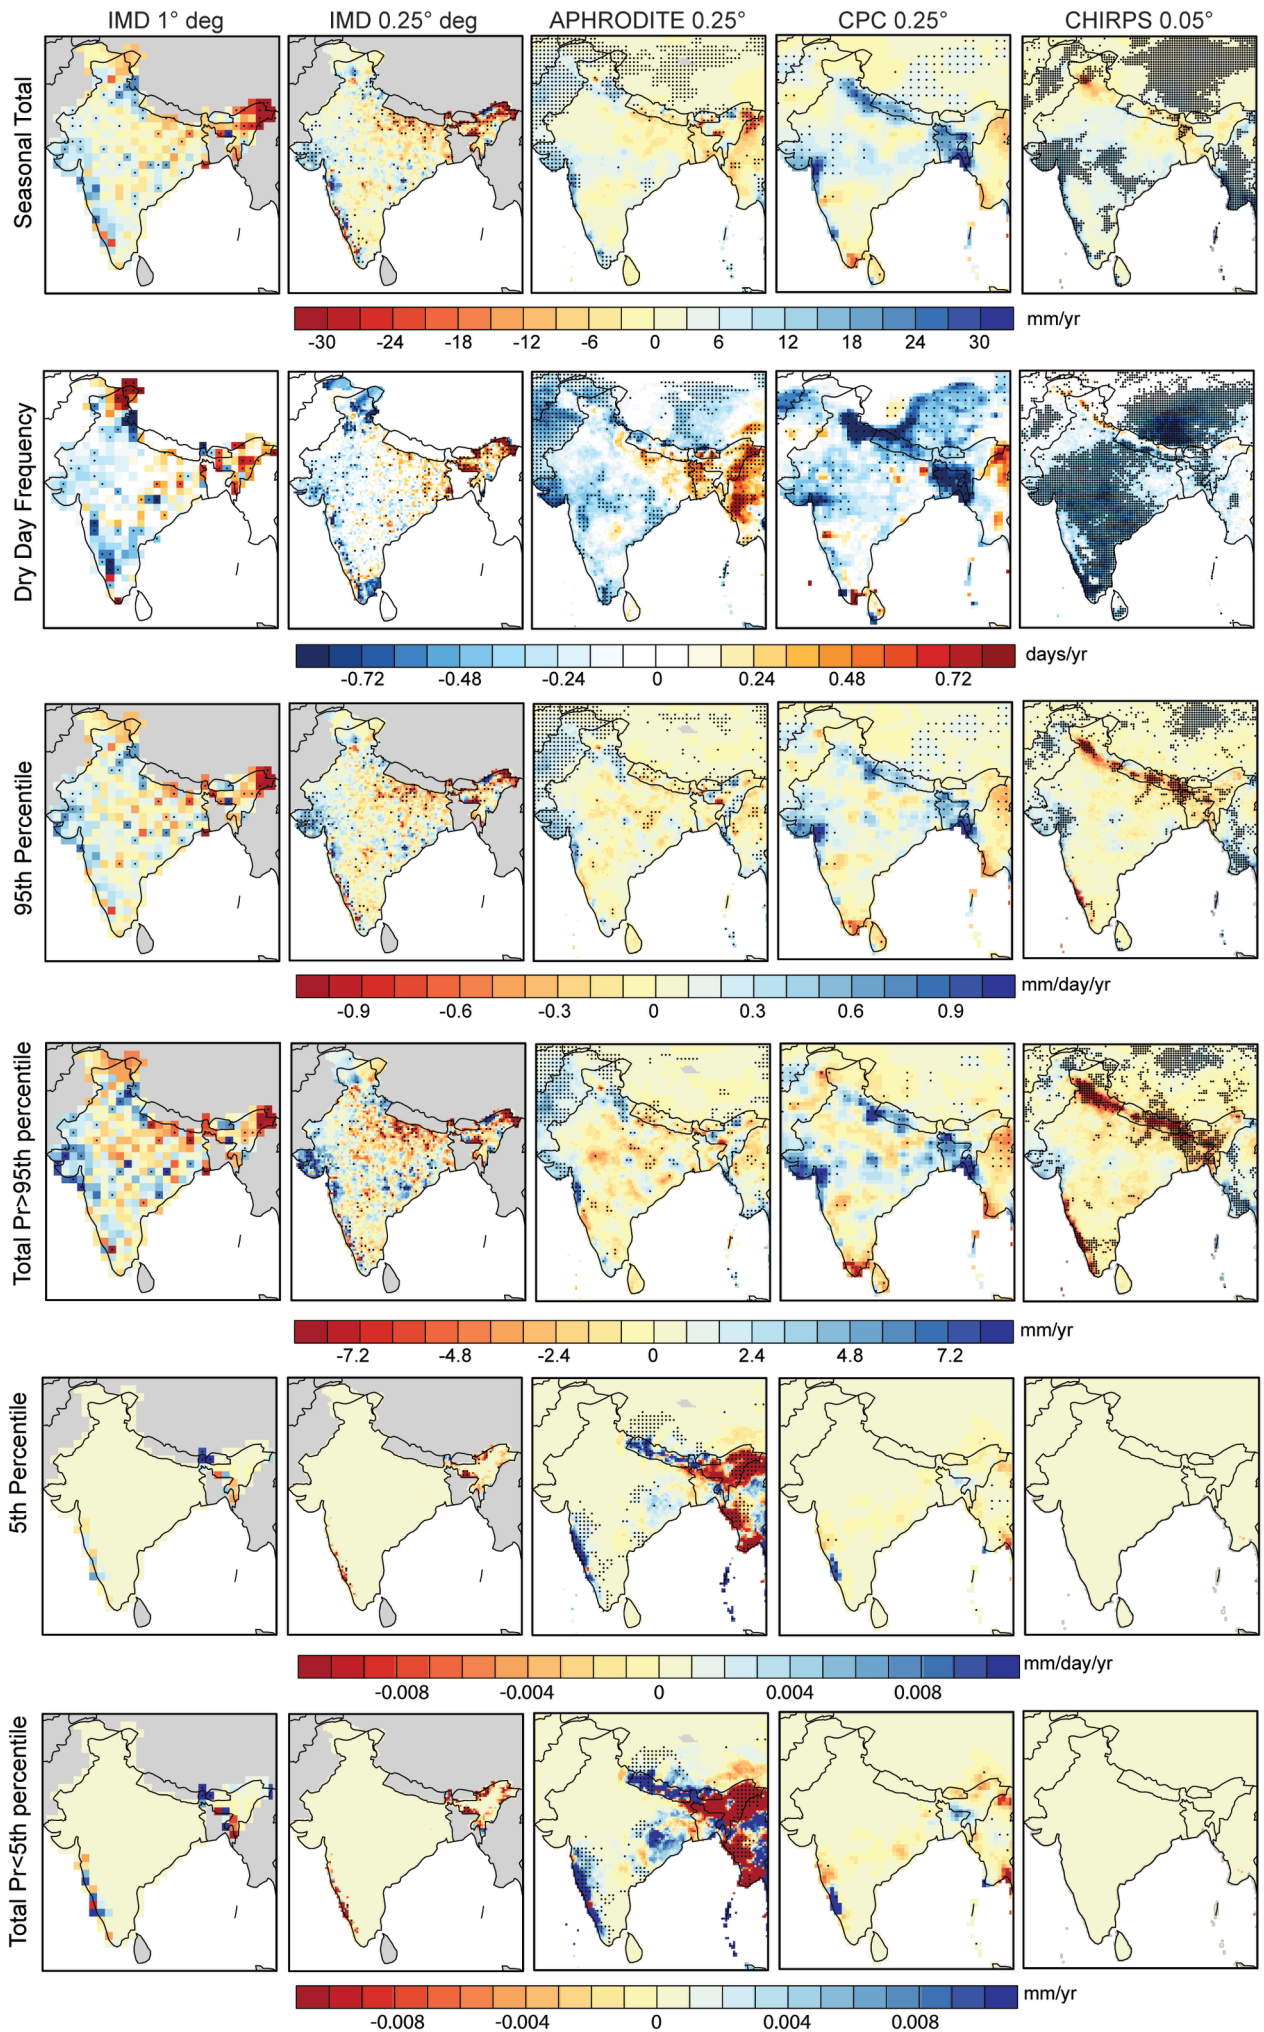 IMD 1° deg IMD 0.25° deg APHRODITE 0.25° CPC 0.25° CHIRPS 0.05°
Seasonal Total
-30 -24 -18 -12 -6 0 6 12 18 24 30 mm/yr
Dry Day Frequency
-0.72 -0.48 -0.24 0 0.24 0.48 0.72 days/yr
95th Percentile
-0.9 -0.6 -0.3 0 0.3 0.6 0.9 mm/day/yr
Total Pr>95th percentile
-7.2 -4.8 -2.4 0 2.4 4.8 7.2 mm/yr
5th Percentile
-0.008 -0.004 0 0.004 0.008 mm/day/yr
Total Pr<5th percentile
-0.008 -0.004 0 0.004 0.008 mm/yr